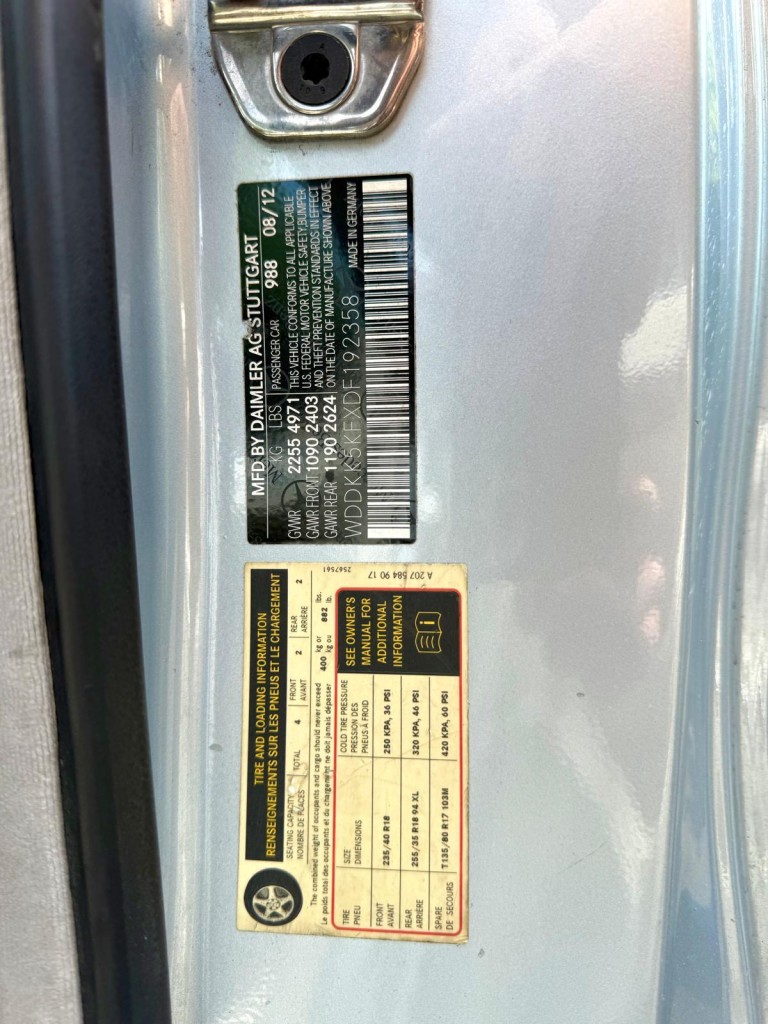 MFD.BY DAIMLER AG STUTTGART
KG LBS PASSENGER CAR 988 08/12
GVWR 2255 4971
GAWR FRONT 1090 2403
GAWR REAR 1190 2624
THIS VEHICLE CONFORMS TO ALL APPLICABLE
U.S. FEDERAL MOTOR VEHICLE SAFETY,BUMPER
AND THEFT PREVENTION STANDARDS IN EFFECT
ON THE DATE OF MANUFACTURE SHOWN ABOVE.
WDDKJ5KFXDF192358 MADE IN GERMANY
TIRE AND LOADING INFORMATION
RENSEIGNEMENTS SUR LES PNEUS ET LE CHARGEMENT
SEATING CAPACITY TOTAL 4 FRONT 2 REAR 2
NOMBRE DE PLACES AVANT ARRIÈRE
The combined weight of occupants and cargo should never exceed 400 kg or 882 lbs.
Le poids total des occupants et du chargement ne doit jamais dépasser kg ou lb.
TIRE SIZE COLD TIRE PRESSURE
PNEU DIMENSIONS PRESSION DES
PNEUS À FROID
FRONT 235/40 R18 250 KPA, 36 PSI
AVANT
REAR 255/35 R18 94 XL 320 KPA, 46 PSI
ARRIÈRE
SPARE T135/80 R17 103M 420 KPA, 60 PSI
DE SECOURS
SEE OWNER'S
MANUAL FOR
ADDITIONAL
INFORMATION
i
2567561
A 207 584 90 17